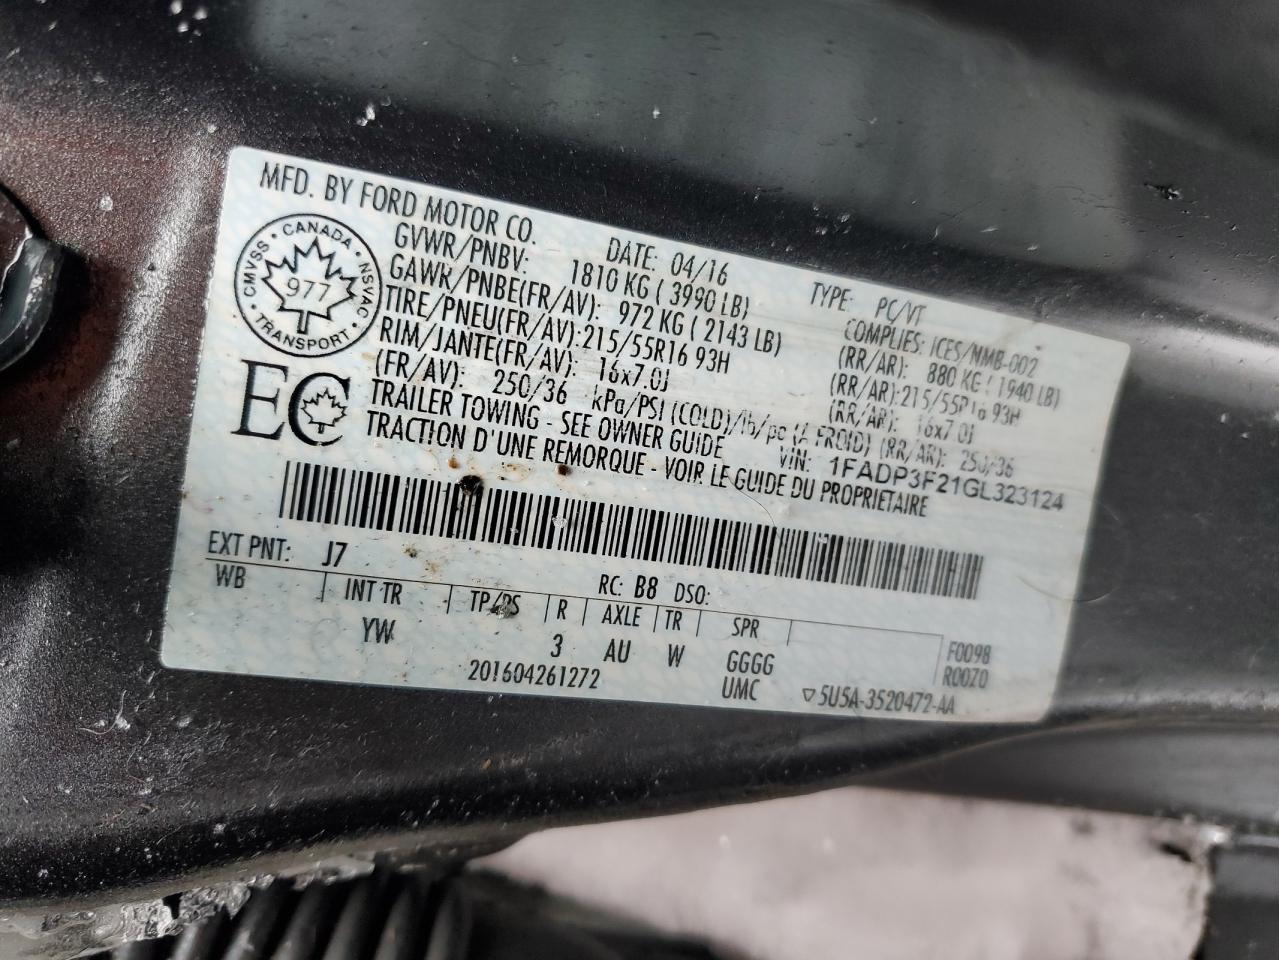 MFD. BY FORD MOTOR CO. DATE: 04/16 TYPE: PC/VT
GVWR/PNBV: 1810 KG ( 3990 LB) COMPLIES: ICES/NMB-002
GAWR/PNBE(FR/AV): 972 KG ( 2143 LB) (RR/AR): 880 KG ( 1940 LB)
TIRE/PNEU(FR/AV):215/55R16 93H (RR/AR):215/55R16 93H
RIM/JANTE(FR/AV): 16x7.0J (RR/AR): 16x7.0J
(FR/AV): 250/36 kPa/PSI (COLD)/lb/pc (A FROID) (RR/AR): 250/36
TRAILER TOWING - SEE OWNER GUIDE VIN: 1FADP3F21GL323124
TRACTION D'UNE REMORQUE - VOIR LE GUIDE DU PROPRIETAIRE
CMVSS · CANADA · NSVAC · TRANSPORT ·
977
EC
EXT PNT: J7 RC: B8 DSO:
WB INT TR TP/PS R AXLE TR SPR F0098
YW 3 AU W GGGG R00Z0
201604261272 UMC ▽5U5A-3520472-AA